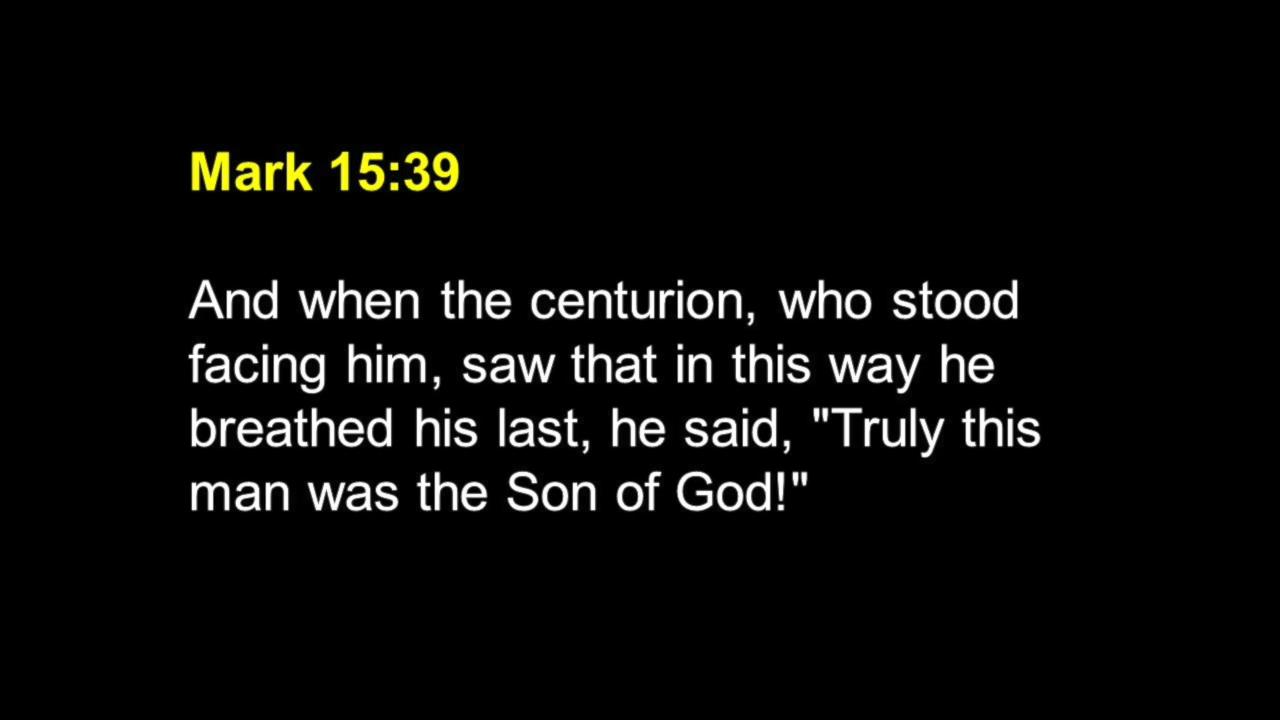 Mark 15:39
And when the centurion, who stood
facing him, saw that in this way he
breathed his last, he said, "Truly this
man was the Son of God!"